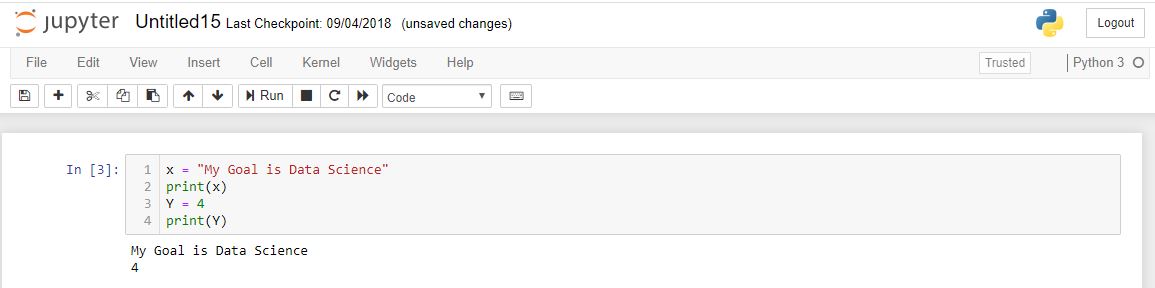 jupyter Untitled15 Last Checkpoint: 09/04/2018 (unsaved changes) Logout
File Edit View Insert Cell Kernel Widgets Help Trusted Python 3
Run Code
In [3]: 1 x = "My Goal is Data Science"
2 print(x)
3 Y = 4
4 print(Y)
My Goal is Data Science
4